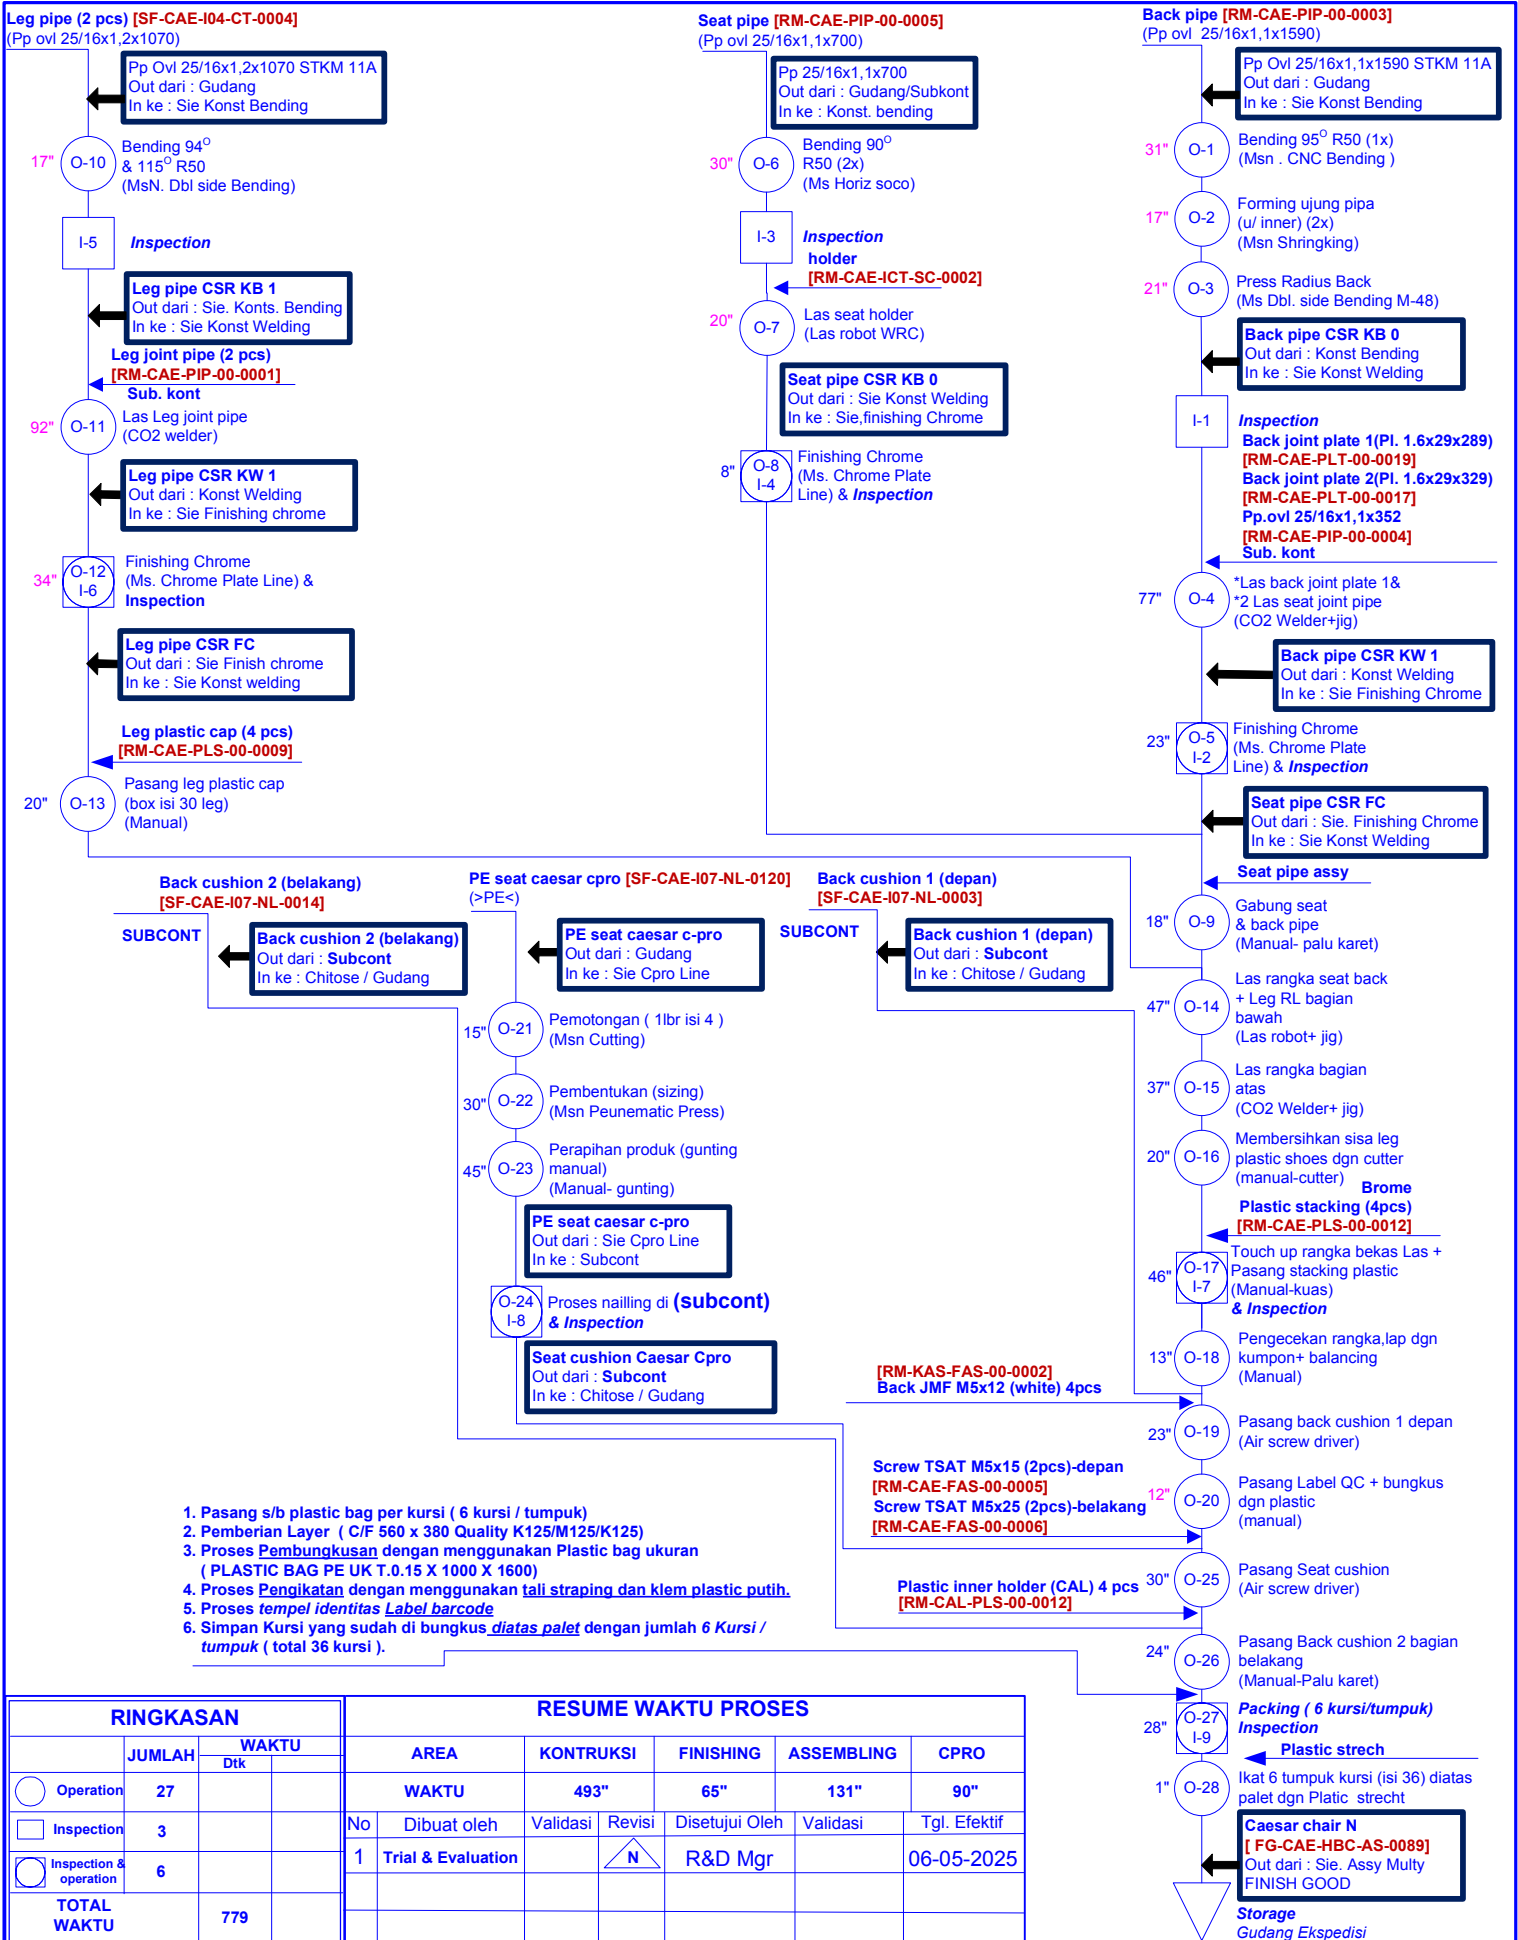 Leg pipe (2 pcs) [SF-CAE-I04-CT-0004]
(Pp ovl 25/16x1,2x1070)
Pp Ovl 25/16x1,2x1070 STKM 11A
Out dari : Gudang
In ke : Sie Konst Bending
17"
O-10
Bending 94O
& 115O R50
(MsN. Dbl side Bending)
I-5
Inspection
Leg pipe CSR KB 1
Out dari : Sie. Konts. Bending
In ke : Sie Konst Welding
Leg joint pipe (2 pcs)
[RM-CAE-PIP-00-0001]
Sub. kont
92"
O-11
Las Leg joint pipe
(CO2 welder)
Leg pipe CSR KW 1
Out dari : Konst Welding
In ke : Sie Finishing chrome
34"
O-12
I-6
Finishing Chrome
(Ms. Chrome Plate Line) &
Inspection
Leg pipe CSR FC
Out dari : Sie Finish chrome
In ke : Sie Konst welding
Leg plastic cap (4 pcs)
[RM-CAE-PLS-00-0009]
20"
O-13
Pasang leg plastic cap
(box isi 30 leg)
(Manual)
Seat pipe [RM-CAE-PIP-00-0005]
(Pp ovl 25/16x1,1x700)
Pp 25/16x1,1x700
Out dari : Gudang/Subkont
In ke : Konst. bending
30"
O-6
Bending 90O
R50 (2x)
(Ms Horiz soco)
I-3
Inspection
holder
[RM-CAE-ICT-SC-0002]
20"
O-7
Las seat holder
(Las robot WRC)
Seat pipe CSR KB 0
Out dari : Sie Konst Welding
In ke : Sie,finishing Chrome
8"
O-8
I-4
Finishing Chrome
(Ms. Chrome Plate
Line) & Inspection
Back pipe [RM-CAE-PIP-00-0003]
(Pp ovl 25/16x1,1x1590)
Pp Ovl 25/16x1,1x1590 STKM 11A
Out dari : Gudang
In ke : Sie Konst Bending
31"
O-1
Bending 95O R50 (1x)
(Msn . CNC Bending )
17"
O-2
Forming ujung pipa
(u/ inner) (2x)
(Msn Shringking)
21"
O-3
Press Radius Back
(Ms Dbl. side Bending M-48)
Back pipe CSR KB 0
Out dari : Konst Bending
In ke : Sie Konst Welding
I-1
Inspection
Back joint plate 1(Pl. 1.6x29x289)
[RM-CAE-PLT-00-0019]
Back joint plate 2(Pl. 1.6x29x329)
[RM-CAE-PLT-00-0017]
Pp.ovl 25/16x1,1x352
[RM-CAE-PIP-00-0004]
Sub. kont
77"
O-4
*Las back joint plate 1&
*2 Las seat joint pipe
(CO2 Welder+jig)
Back pipe CSR KW 1
Out dari : Konst Welding
In ke : Sie Finishing Chrome
23"
O-5
I-2
Finishing Chrome
(Ms. Chrome Plate
Line) & Inspection
Seat pipe CSR FC
Out dari : Sie. Finishing Chrome
In ke : Sie Konst Welding
Seat pipe assy
18"
O-9
Gabung seat
& back pipe
(Manual- palu karet)
47"
O-14
Las rangka seat back
+ Leg RL bagian
bawah
(Las robot+ jig)
37"
O-15
Las rangka bagian
atas
(CO2 Welder+ jig)
20"
O-16
Membersihkan sisa leg
plastic shoes dgn cutter
(manual-cutter)
Brome
Plastic stacking (4pcs)
[RM-CAE-PLS-00-0012]
46"
O-17
I-7
Touch up rangka bekas Las +
Pasang stacking plastic
(Manual-kuas)
& Inspection
13"
O-18
Pengecekan rangka,lap dgn
kumpon+ balancing
(Manual)
Back cushion 2 (belakang)
[SF-CAE-I07-NL-0014]
SUBCONT
Back cushion 2 (belakang)
Out dari : Subcont
In ke : Chitose / Gudang
PE seat caesar cpro [SF-CAE-I07-NL-0120]
(>PE<)
PE seat caesar c-pro
Out dari : Gudang
In ke : Sie Cpro Line
15"
O-21
Pemotongan ( 1lbr isi 4 )
(Msn Cutting)
30"
O-22
Pembentukan (sizing)
(Msn Peunematic Press)
45"
O-23
Perapihan produk (gunting
manual)
(Manual- gunting)
PE seat caesar c-pro
Out dari : Sie Cpro Line
In ke : Subcont
O-24
I-8
Proses nailling di (subcont)
& Inspection
Seat cushion Caesar Cpro
Out dari : Subcont
In ke : Chitose / Gudang
Back cushion 1 (depan)
[SF-CAE-I07-NL-0003]
SUBCONT
Back cushion 1 (depan)
Out dari : Subcont
In ke : Chitose / Gudang
[RM-KAS-FAS-00-0002]
Back JMF M5x12 (white) 4pcs
23"
O-19
Pasang back cushion 1 depan
(Air screw driver)
Screw TSAT M5x15 (2pcs)-depan
[RM-CAE-FAS-00-0005]
Screw TSAT M5x25 (2pcs)-belakang
[RM-CAE-FAS-00-0006]
12"
O-20
Pasang Label QC + bungkus
dgn plastic
(manual)
30"
O-25
Pasang Seat cushion
(Air screw driver)
Plastic inner holder (CAL) 4 pcs
[RM-CAL-PLS-00-0012]
24"
O-26
Pasang Back cushion 2 bagian
belakang
(Manual-Palu karet)
28"
O-27
I-9
Packing ( 6 kursi/tumpuk)
Inspection
Plastic strech
1"
O-28
Ikat 6 tumpuk kursi (isi 36) diatas
palet dgn Platic strecht
Caesar chair N
[ FG-CAE-HBC-AS-0089]
Out dari : Sie. Assy Multy
FINISH GOOD
Storage
Gudang Ekspedisi
1. Pasang s/b plastic bag per kursi ( 6 kursi / tumpuk)
2. Pemberian Layer ( C/F 560 x 380 Quality K125/M125/K125)
3. Proses Pembungkusan dengan menggunakan Plastic bag ukuran
( PLASTIC BAG PE UK T.0.15 X 1000 X 1600)
4. Proses Pengikatan dengan menggunakan tali straping dan klem plastic putih.
5. Proses tempel identitas Label barcode
6. Simpan Kursi yang sudah di bungkus diatas palet dengan jumlah 6 Kursi /
tumpuk ( total 36 kursi ).
RINGKASAN
JUMLAH WAKTU
Dtk
Operation 27
Inspection 3
Inspection &
operation 6
TOTAL
WAKTU 779
RESUME WAKTU PROSES
AREA KONTRUKSI FINISHING ASSEMBLING CPRO
WAKTU 493" 65" 131" 90"
No Dibuat oleh Validasi Revisi Disetujui Oleh Validasi Tgl. Efektif
1 Trial & Evaluation N R&D Mgr 06-05-2025